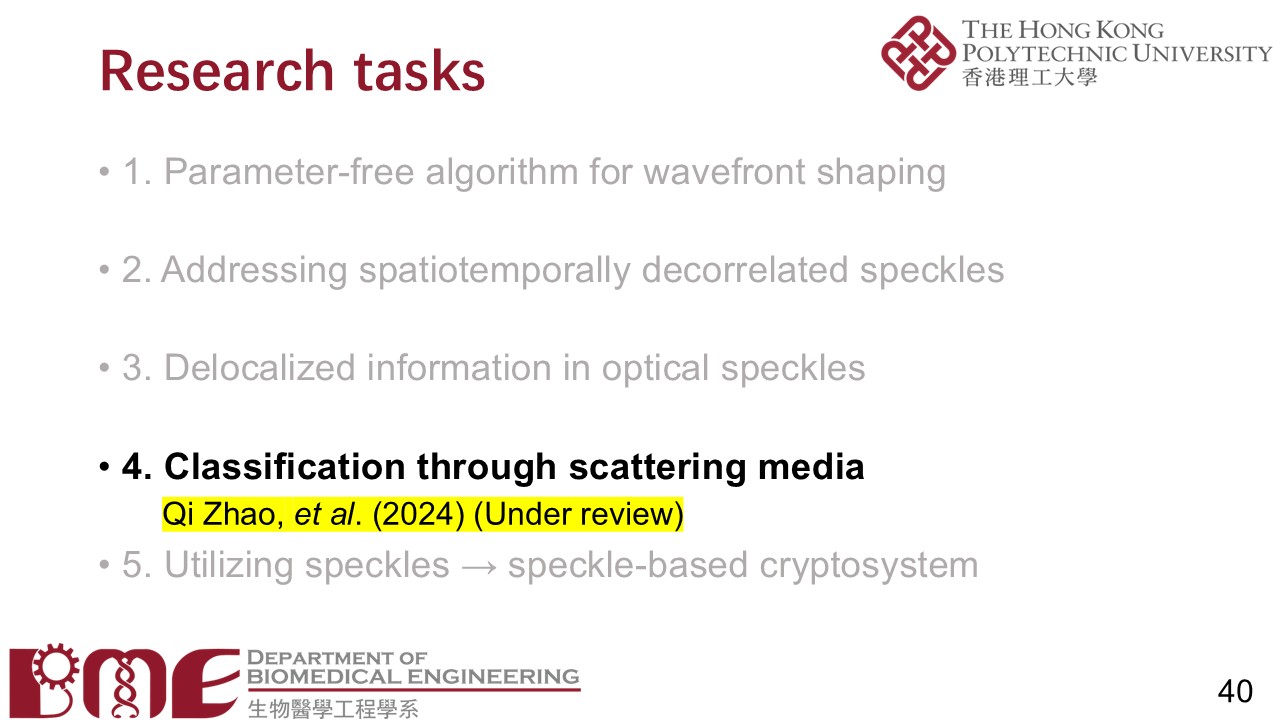 Research tasks
THE HONG KONG
POLYTECHNIC UNIVERSITY
香港理工大學
• 1. Parameter-free algorithm for wavefront shaping
• 2. Addressing spatiotemporally decorrelated speckles
• 3. Delocalized information in optical speckles
• 4. Classification through scattering media
Qi Zhao, et al. (2024) (Under review)
• 5. Utilizing speckles → speckle-based cryptosystem
BME
DEPARTMENT OF
BIOMEDICAL ENGINEERING
生物醫學工程學系
40